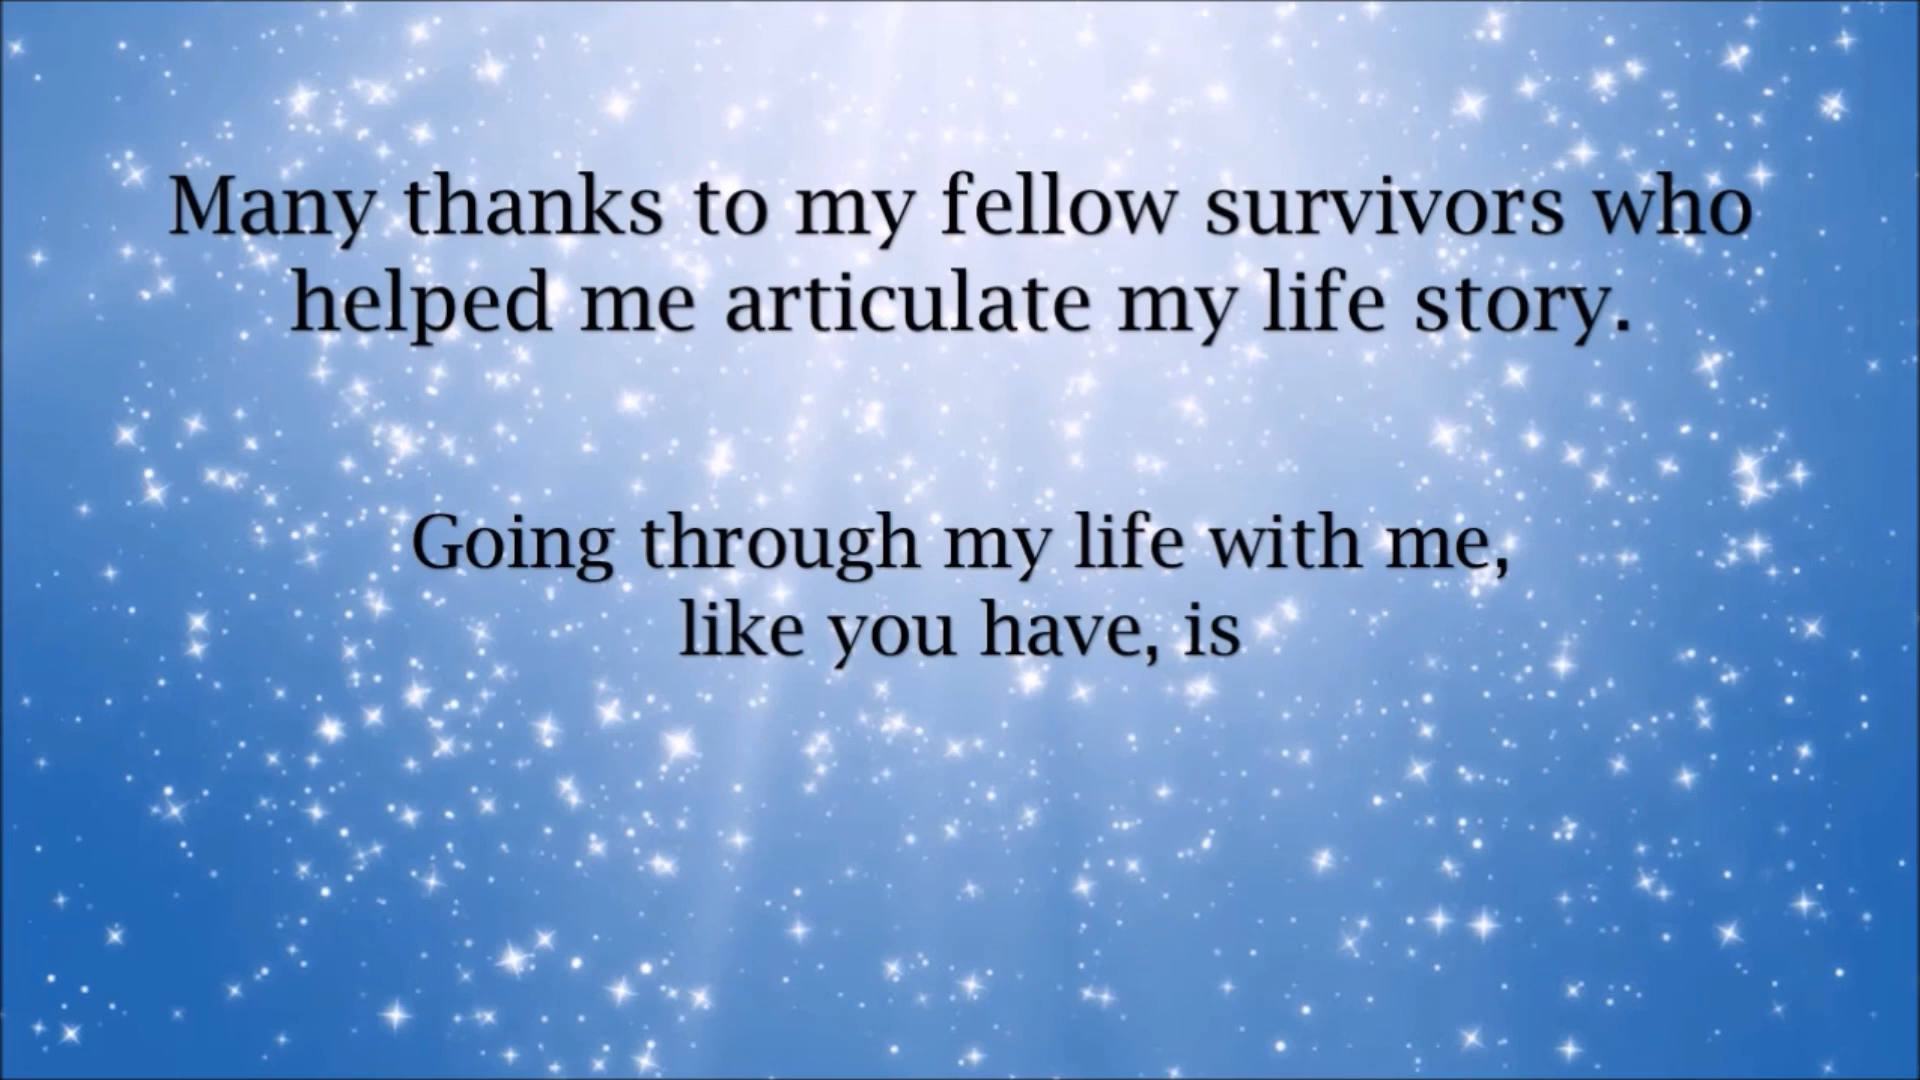 Many thanks to my fellow survivors who
helped me articulate my life story.
Going through my life with me,
like you have, is